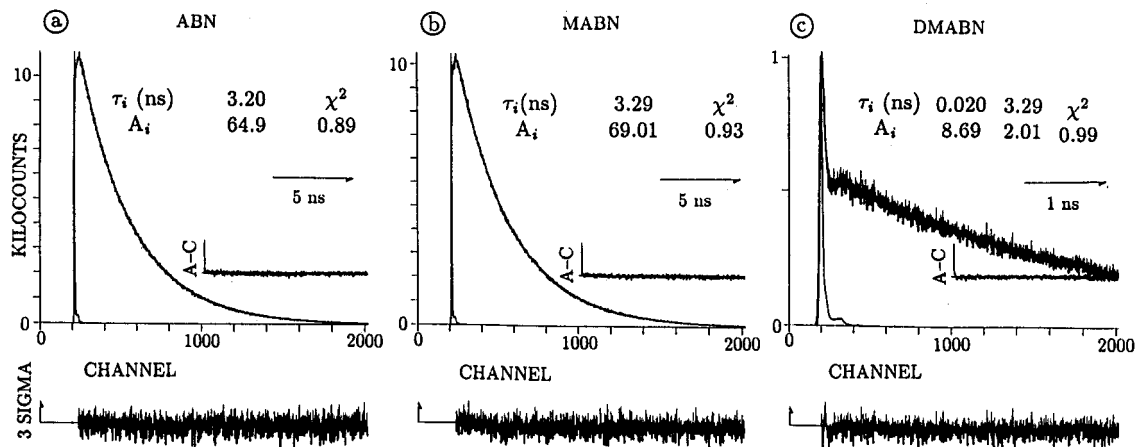 ⓐ ABN
10
KILOCOUNTS
0
τᵢ (ns) 3.20 χ²
Aᵢ 64.9 0.89
5 ns
A-C
0 1000 2000
CHANNEL
3 SIGMA
ⓑ MABN
10
0
τᵢ(ns) 3.29 χ²
Aᵢ 69.01 0.93
5 ns
A-C
0 1000 2000
CHANNEL
ⓒ DMABN
1
0
τᵢ (ns) 0.020 3.29 χ²
Aᵢ 8.69 2.01 0.99
1 ns
A-C
0 1000 2000
CHANNEL